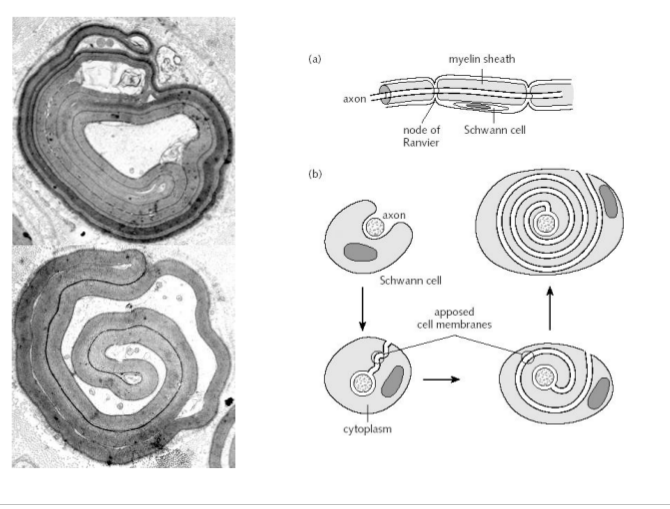 (a)
myelin sheath
axon
node of
Ranvier
Schwann cell
(b)
axon
Schwann cell
apposed
cell membranes
cytoplasm